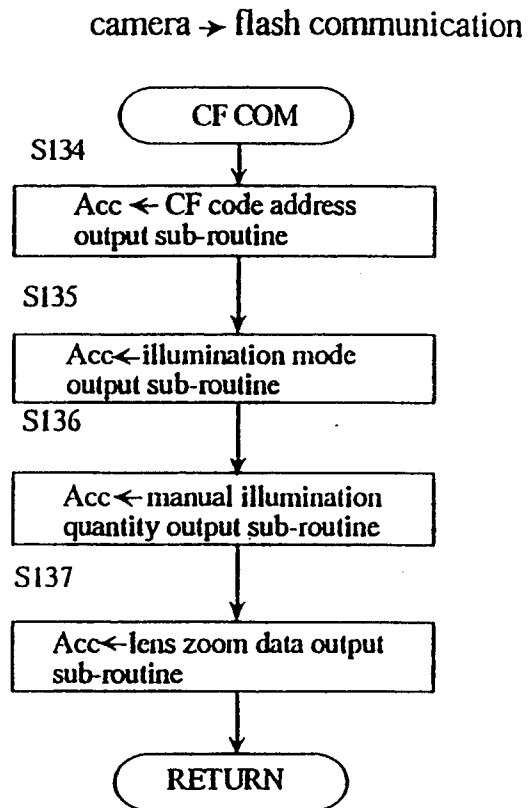 camera → flash communication
CF COM
S134
Acc ← CF code address
output sub-routine
S135
Acc←illumination mode
output sub-routine
S136
Acc←manual illumination
quantity output sub-routine
S137
Acc←lens zoom data output
sub-routine
RETURN